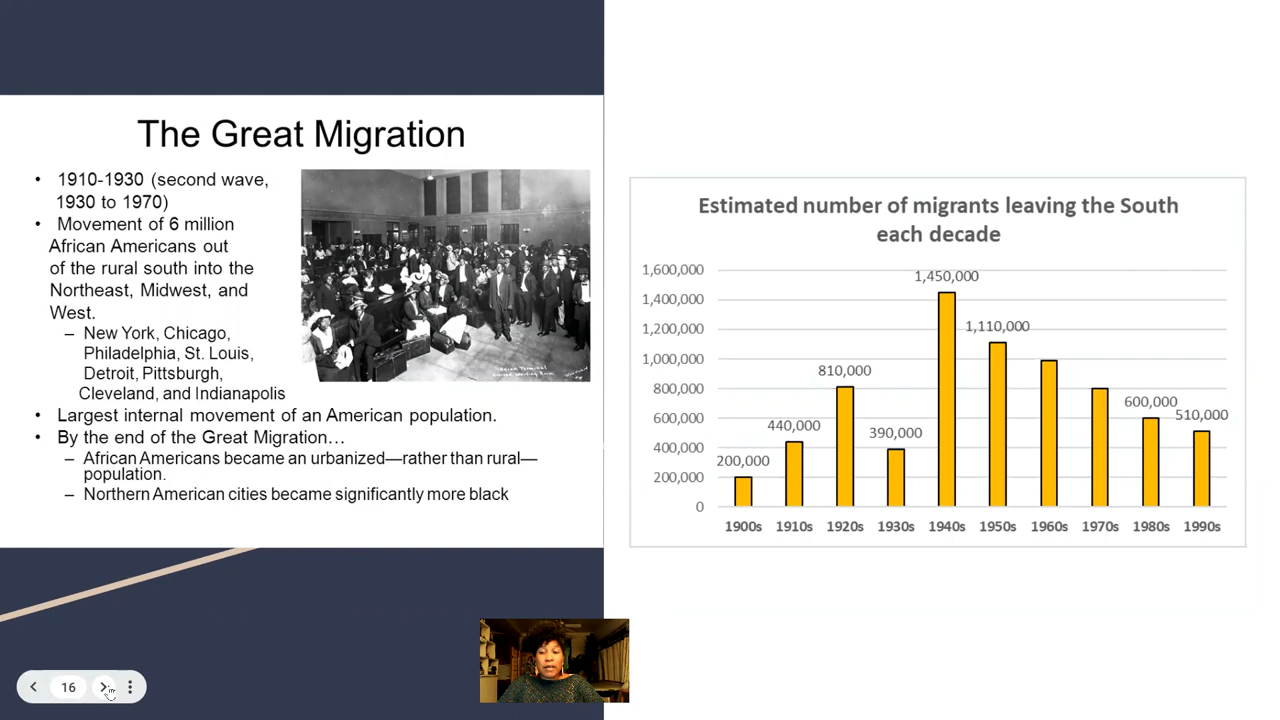 The Great Migration
• 1910-1930 (second wave,
1930 to 1970)
• Movement of 6 million
African Americans out
of the rural south into the
Northeast, Midwest, and
West.
– New York, Chicago,
Philadelphia, St. Louis,
Detroit, Pittsburgh,
Cleveland, and Indianapolis
• Largest internal movement of an American population.
• By the end of the Great Migration…
– African Americans became an urbanized—rather than rural—
population.
– Northern American cities became significantly more black
Estimated number of migrants leaving the South
each decade
1,600,000
1,400,000
1,200,000
1,000,000
800,000
600,000
400,000
200,000
0
200,000
440,000
810,000
390,000
1,450,000
1,110,000
600,000
510,000
1900s 1910s 1920s 1930s 1940s 1950s 1960s 1970s 1980s 1990s
16